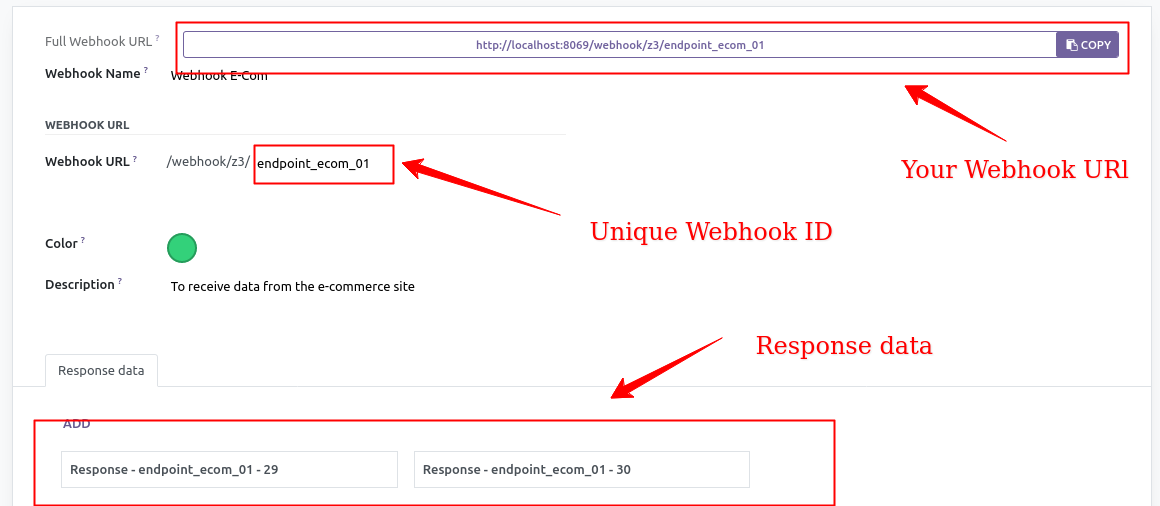 Full Webhook URL ?
http://localhost:8069/webhook/z3/endpoint_ecom_01
COPY
Webhook Name ?
Webhook E-Com
Your Webhook URl
WEBHOOK URL
Webhook URL ?
/webhook/z3/ endpoint_ecom_01
Unique Webhook ID
Color ?
Description ?
To receive data from the e-commerce site
Response data
Response data
ADD
Response - endpoint_ecom_01 - 29
Response - endpoint_ecom_01 - 30